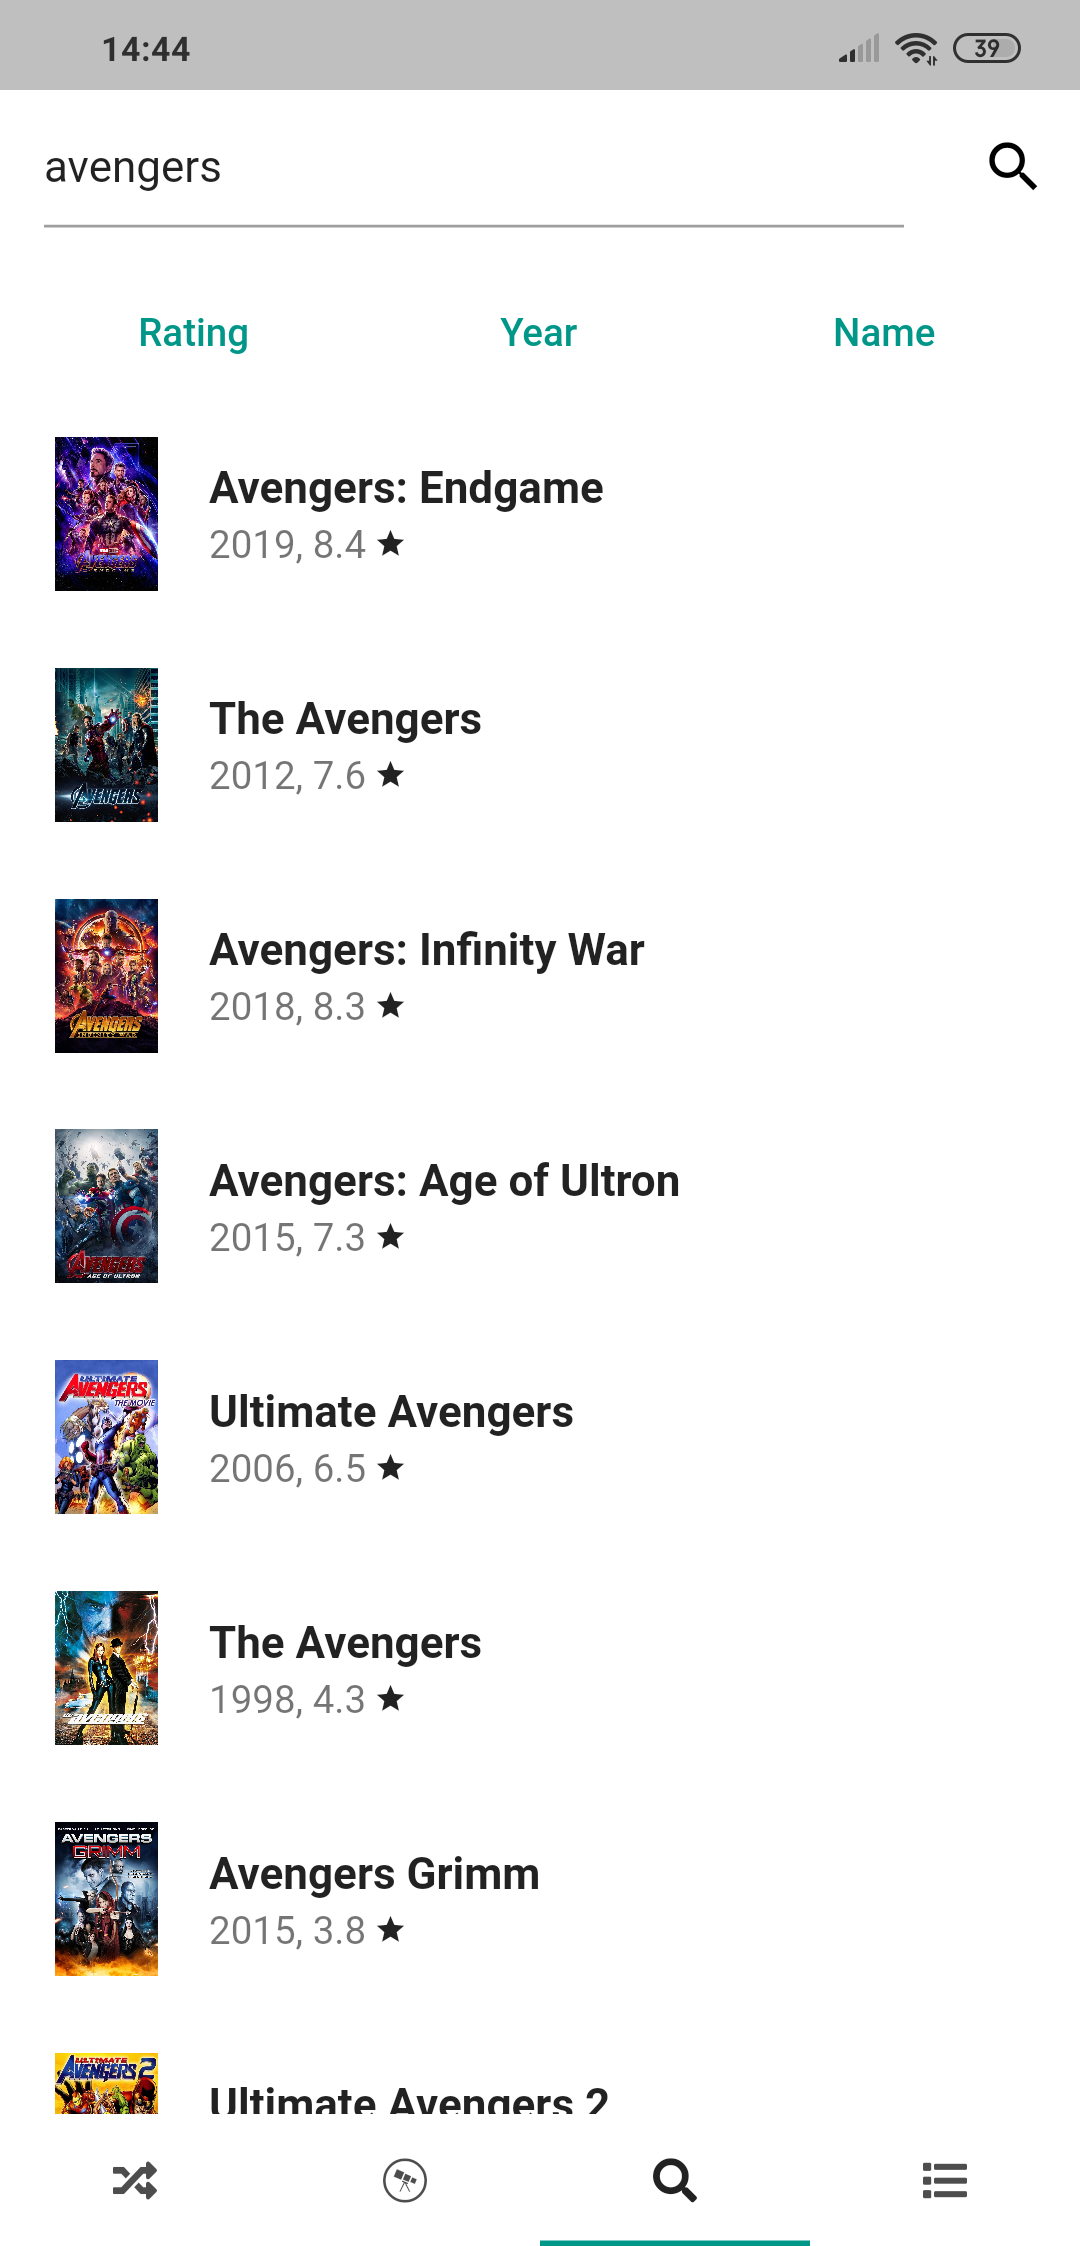 14:44
39
avengers
Rating Year Name
Avengers: Endgame
2019, 8.4 ★
AVENGERS
The Avengers
2012, 7.6 ★
AVENGERS
Avengers: Infinity War
2018, 8.3 ★
AVENGERS
Avengers: Age of Ultron
2015, 7.3 ★
AVENGERS
AGE OF ULTRON
ULTIMATE
AVENGERS
THE MOVIE
Ultimate Avengers
2006, 6.5 ★
The Avengers
1998, 4.3 ★
AVENGERS
GRIMM
Avengers Grimm
2015, 3.8 ★
ULTIMATE
AVENGERS 2
Ultimate Avengers 2